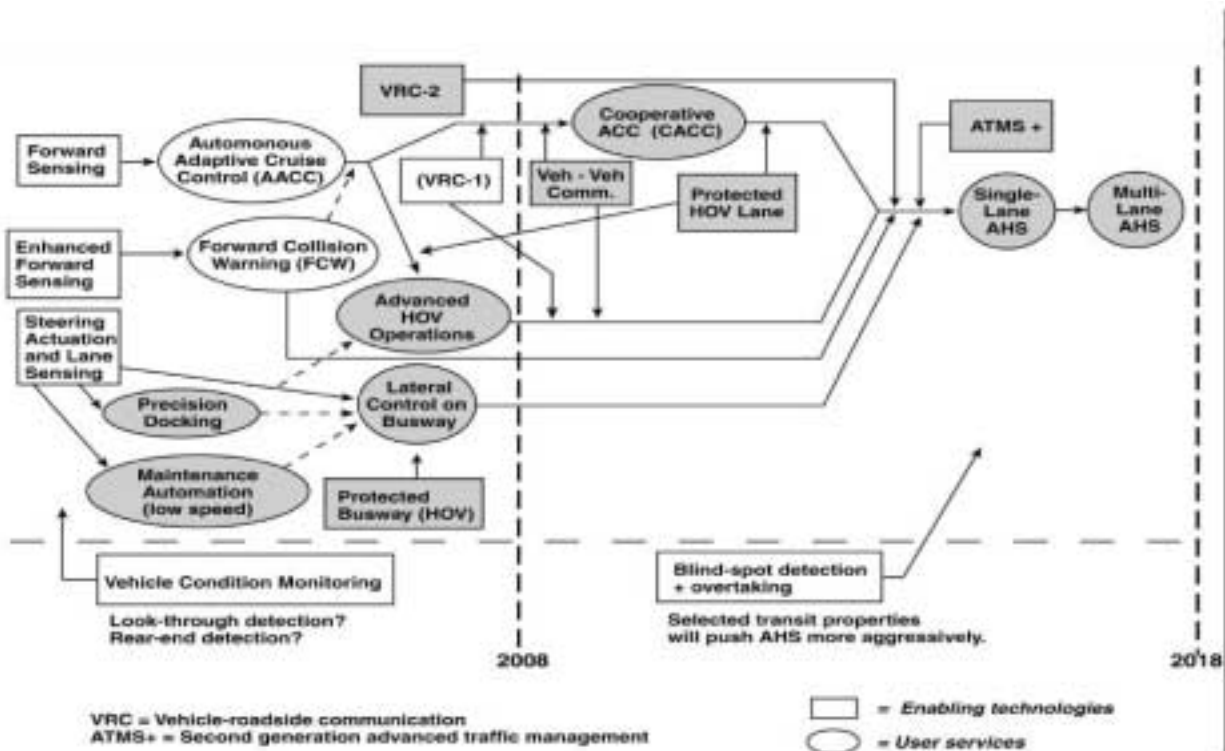 VRC-2
Cooperative
ACC (CACC)
ATMS +
Forward
Sensing
Automonous
Adaptive Cruise
Control (AACC)
(VRC-1)
Veh - Veh
Comm.
Protected
HOV Lane
Single-
Lane
AHS
Multi-
Lane
AHS
Enhanced
Forward
Sensing
Forward Collision
Warning (FCW)
Steering
Actuation
and Lane
Sensing
Advanced
HOV
Operations
Precision
Docking
Lateral
Control on
Busway
Maintenance
Automation
(low speed)
Protected
Busway (HOV)
Vehicle Condition Monitoring
Look-through detection?
Rear-end detection?
Blind-spot detection
+ overtaking
Selected transit properties
will push AHS more aggressively.
2008
2018
VRC = Vehicle-roadside communication
ATMS+ = Second generation advanced traffic management
= Enabling technologies
= User services